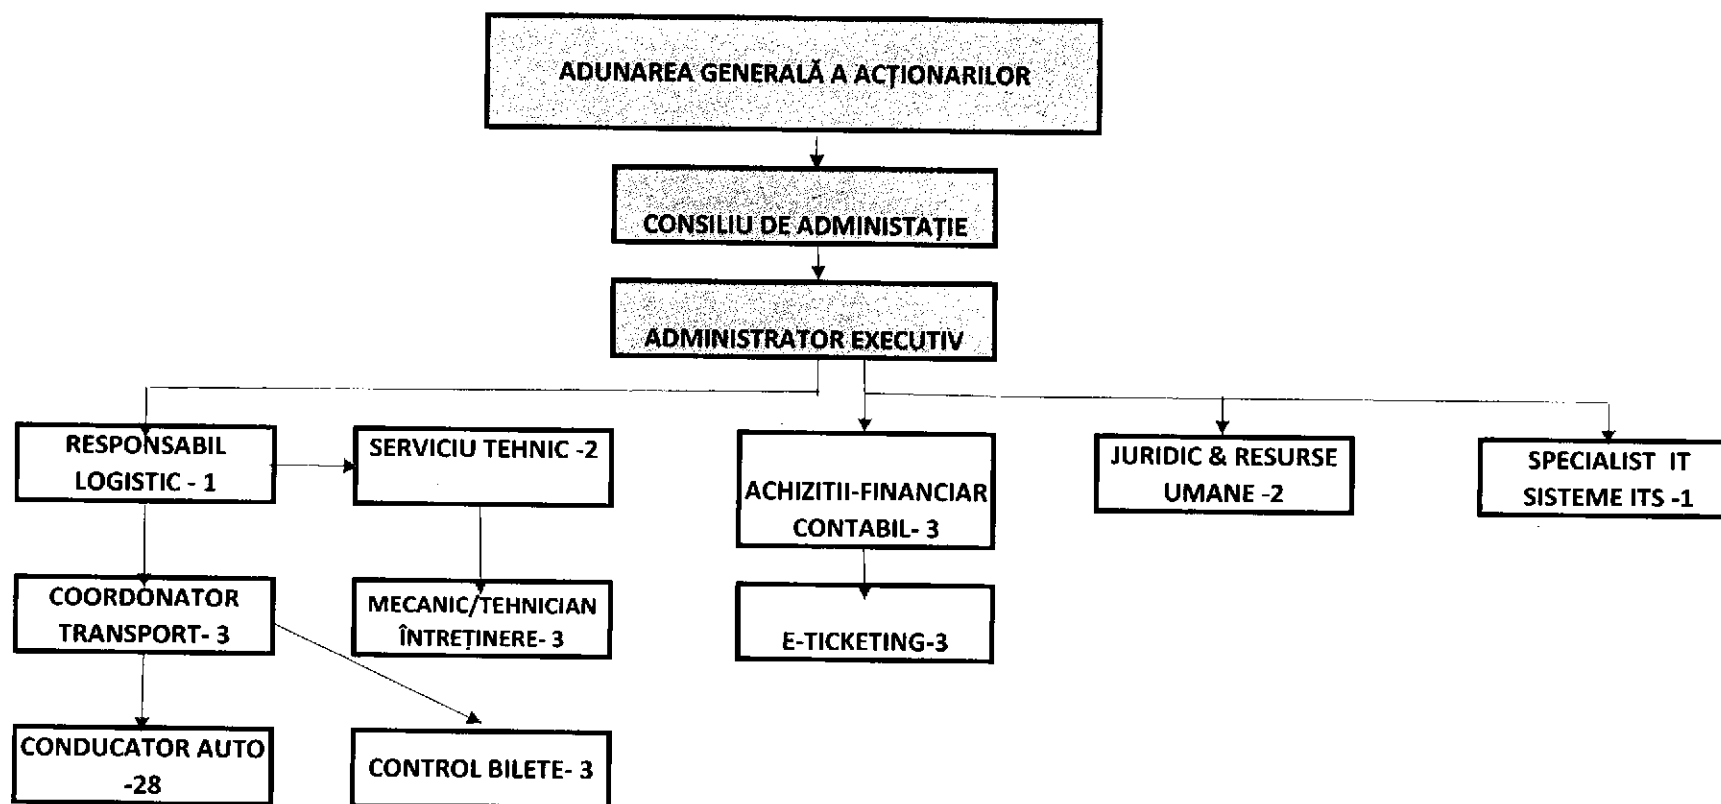 ADUNAREA GENERALĂ A ACȚIONARILOR
CONSILIU DE ADMINISTAȚIE
ADMINISTRATOR EXECUTIV
RESPONSABIL
LOGISTIC - 1
SERVICIU TEHNIC -2
ACHIZITII-FINANCIAR
CONTABIL- 3
JURIDIC & RESURSE
UMANE -2
SPECIALIST IT
SISTEME ITS -1
COORDONATOR
TRANSPORT- 3
MECANIC/TEHNICIAN
ÎNTREȚINERE- 3
E-TICKETING-3
CONDUCATOR AUTO
-28
CONTROL BILETE- 3